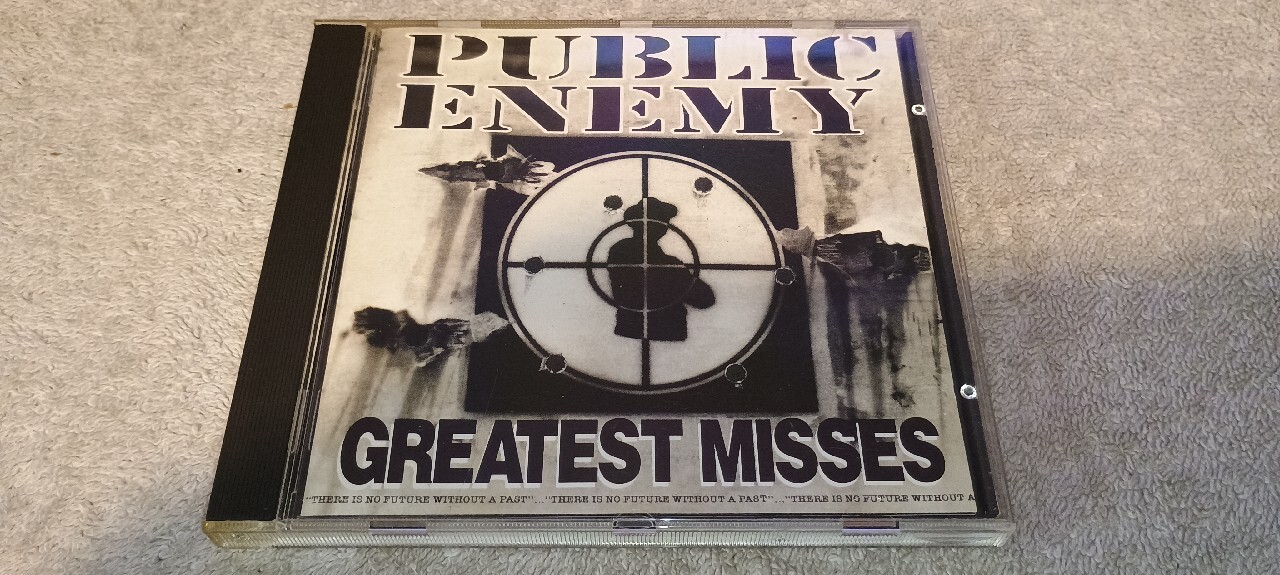 PUBLIC
ENEMY
GREATEST MISSES
"THERE IS NO FUTURE WITHOUT A PAST"..."THERE IS NO FUTURE WITHOUT A PAST"..."THERE IS NO FUTURE WITHOUT A